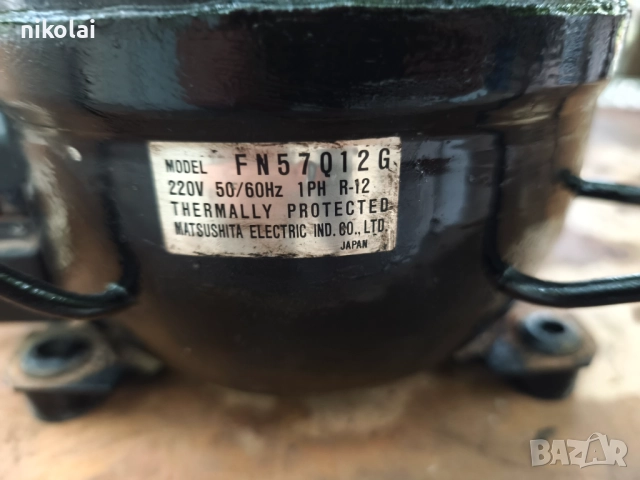 nikolai
MODEL FN57Q12G
220V 50/60Hz 1PH R-12
THERMALLY PROTECTED
MATSUSHITA ELECTRIC IND. CO., LTD.
JAPAN
BAZAR